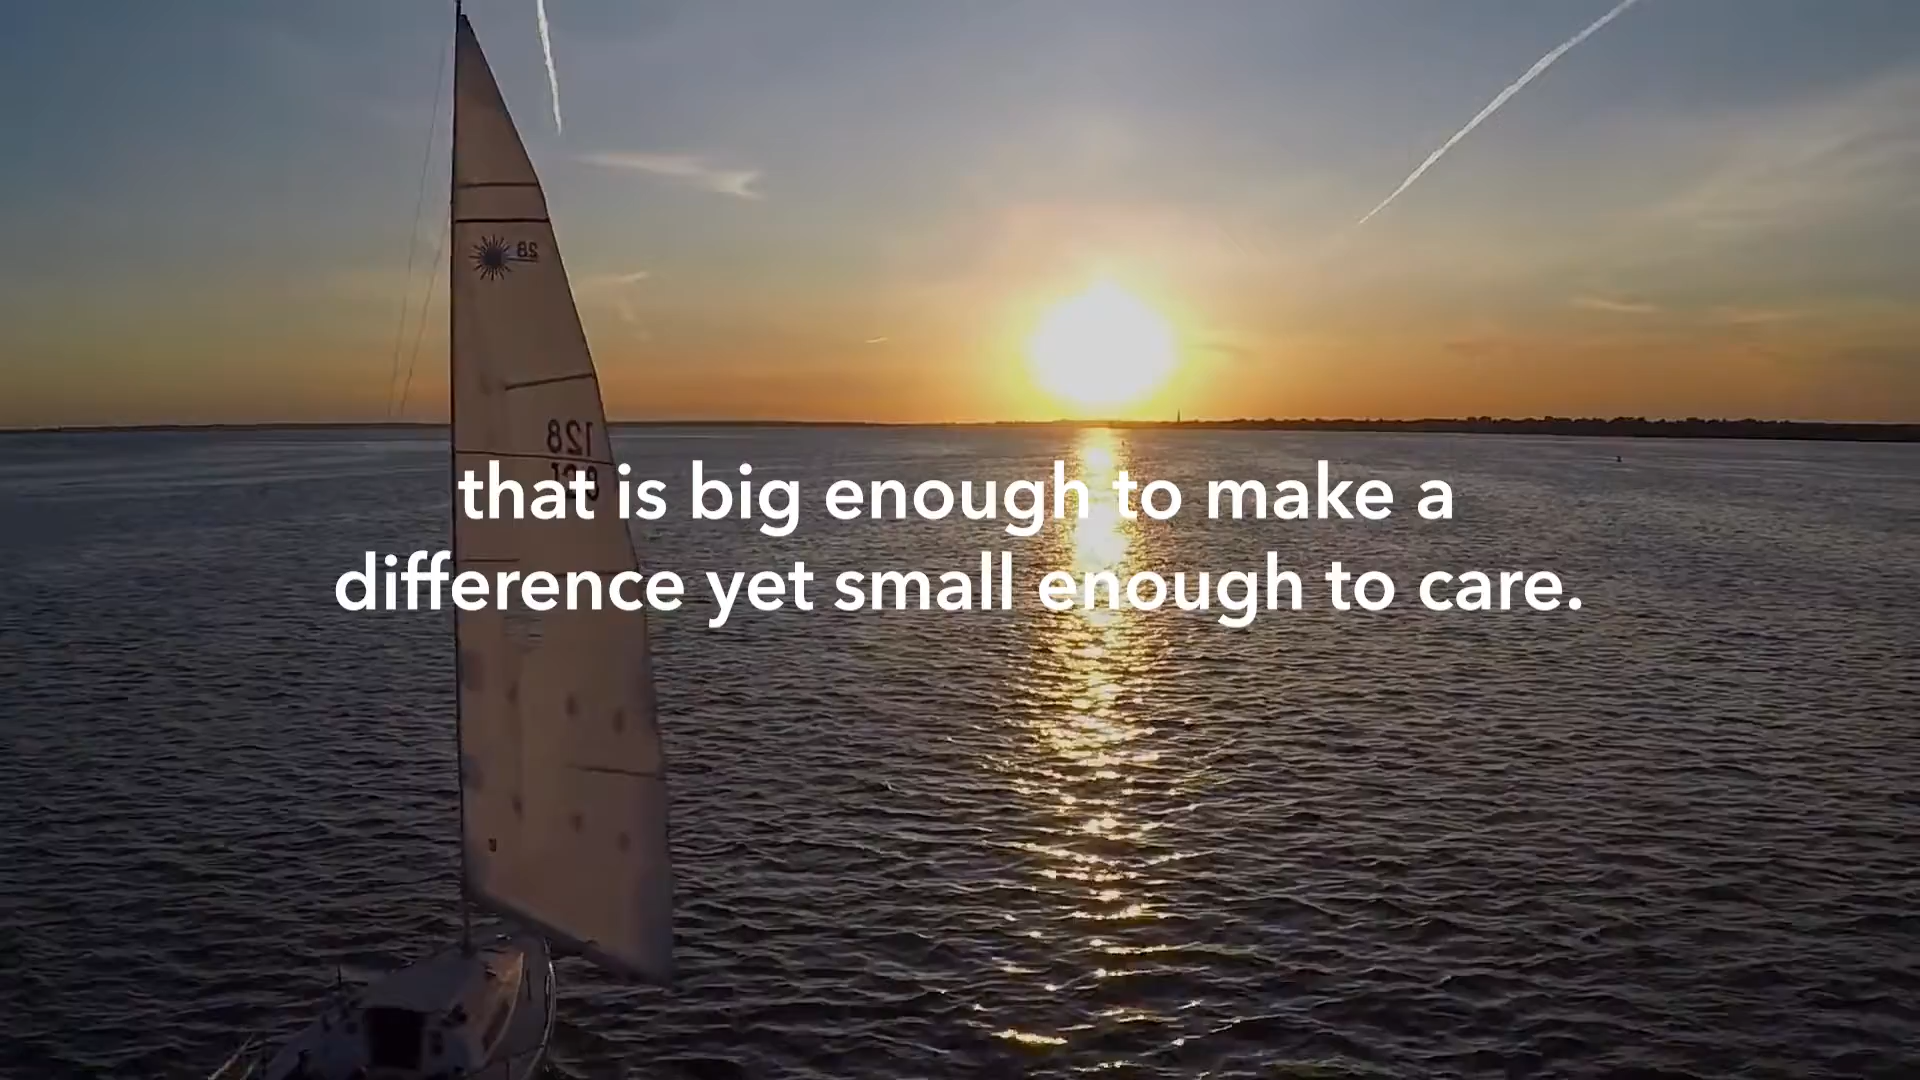 28
128
that is big enough to make a
difference yet small enough to care.